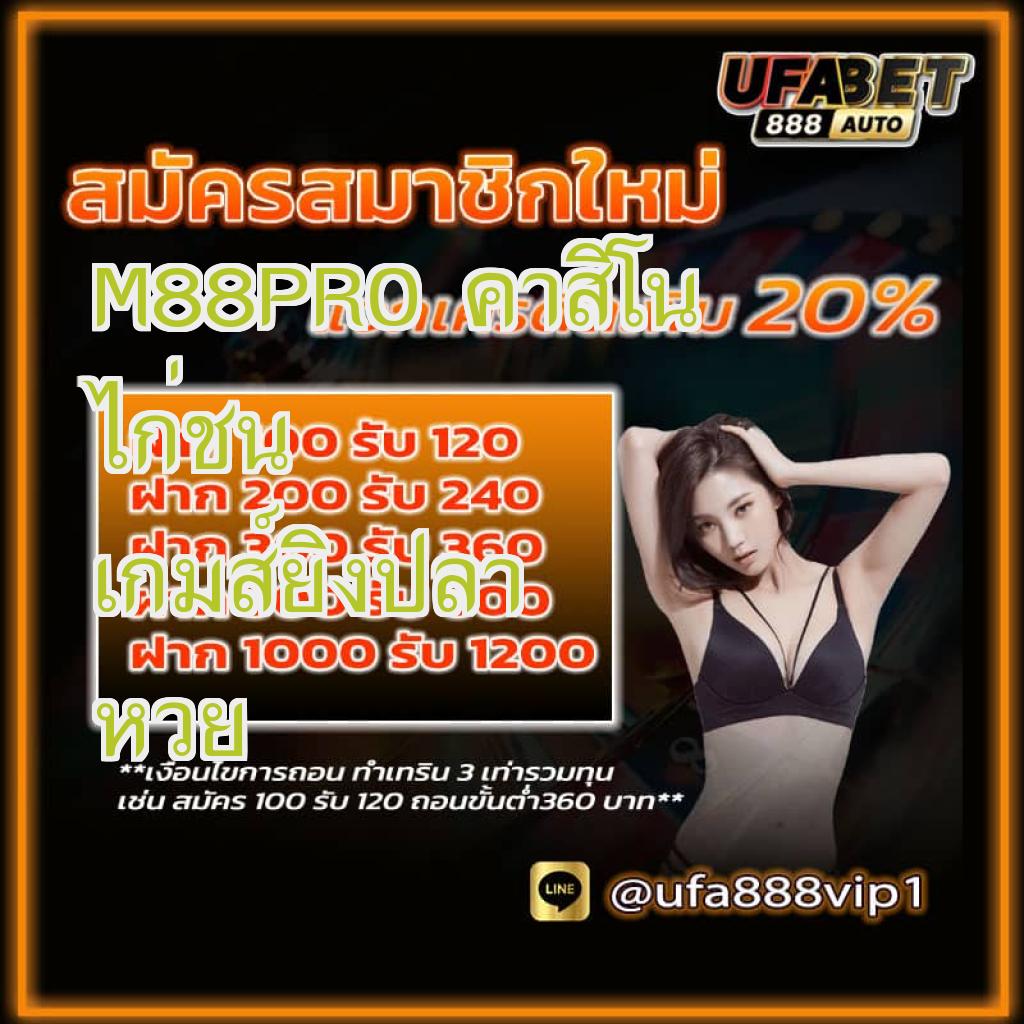 UFABET
888 AUTO
สมัครสมาชิกใหม่
M88PRO คาสิโน
20%
ไก่ชน
รับ 120
ฝาก 200 รับ 240
เกมส์ยิงปลา
ฝาก 1000 รับ 1200
หวย
**เงื่อนไขการถอน ทำเทริน 3 เท่ารวมทุน
เช่น สมัคร 100 รับ 120 ถอนขั้นต่ำ360 บาท**
LINE @ufa888vip1